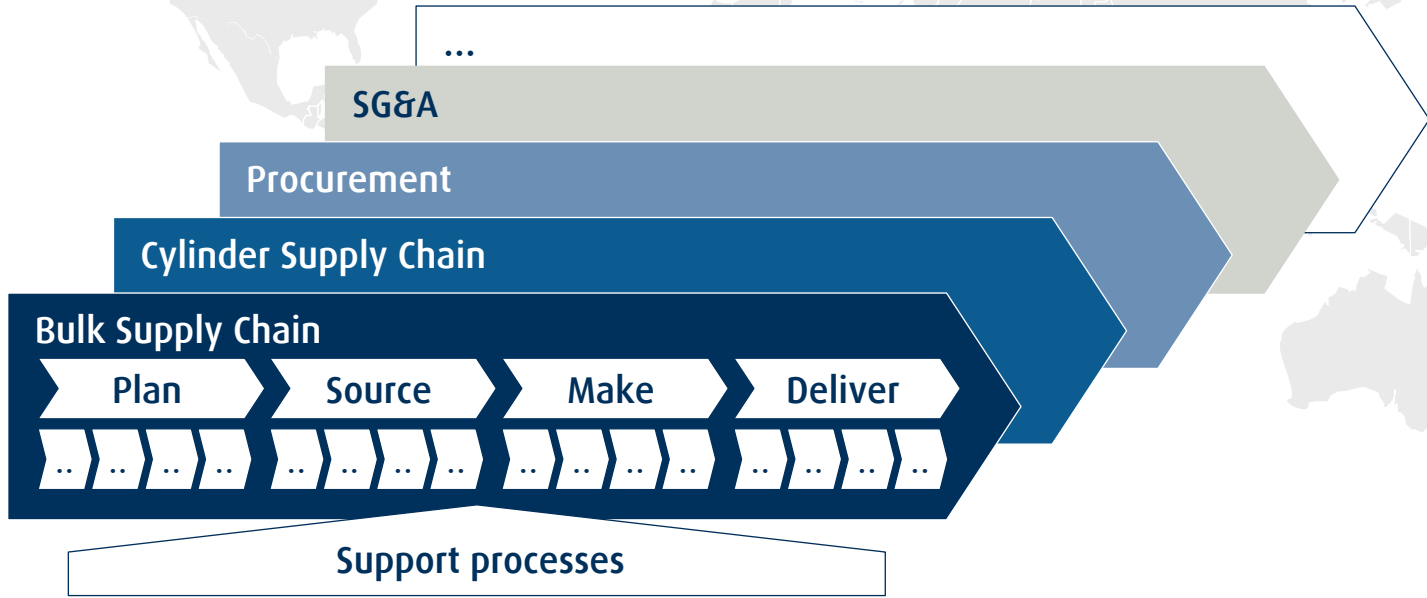 ...
SG&A
Procurement
Cylinder Supply Chain
Bulk Supply Chain
Plan Source Make Deliver
.. .. .. .. .. .. .. .. .. .. .. .. .. .. .. ..
Support processes